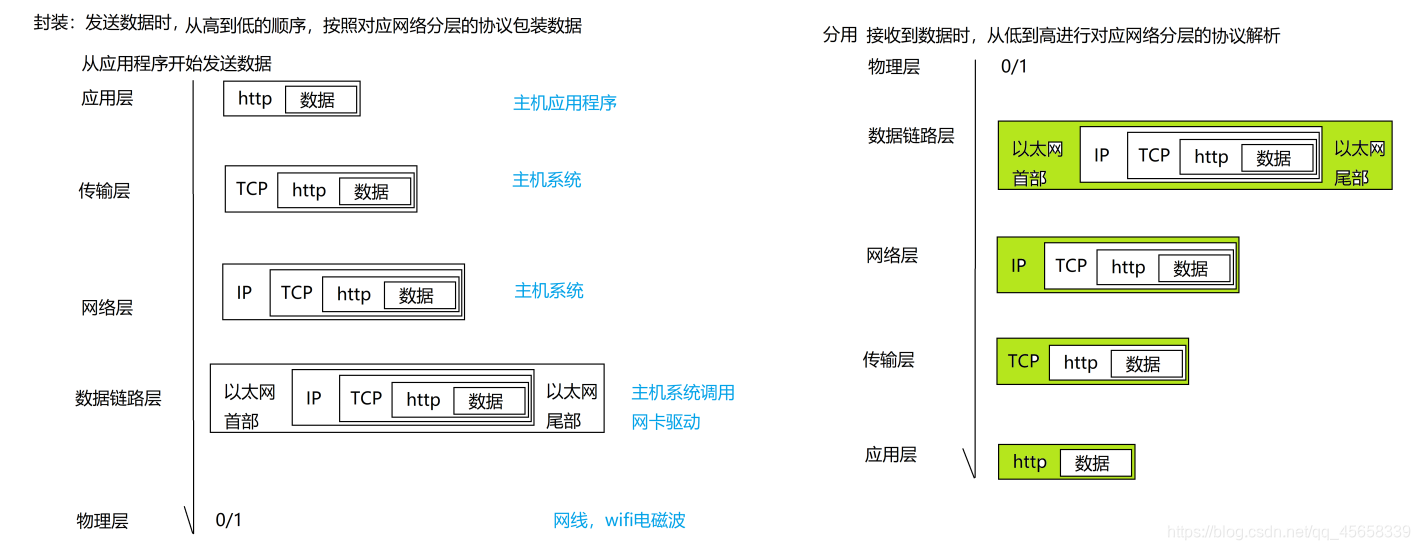 封装：发送数据时，从高到低的顺序，按照对应网络分层的协议包装数据
从应用程序开始发送数据
应用层 http 数据 主机应用程序
传输层 TCP http 数据 主机系统
网络层 IP TCP http 数据 主机系统
数据链路层 以太网 IP TCP http 数据 以太网 主机系统调用
首部 尾部 网卡驱动
物理层 0/1 网线，wifi电磁波
分用 接收到数据时，从低到高进行对应网络分层的协议解析
物理层 0/1
数据链路层 以太网 IP TCP http 数据 以太网
首部 尾部
网络层 IP TCP http 数据
传输层 TCP http 数据
应用层 http 数据
https://blog.csdn.net/qq_45658339